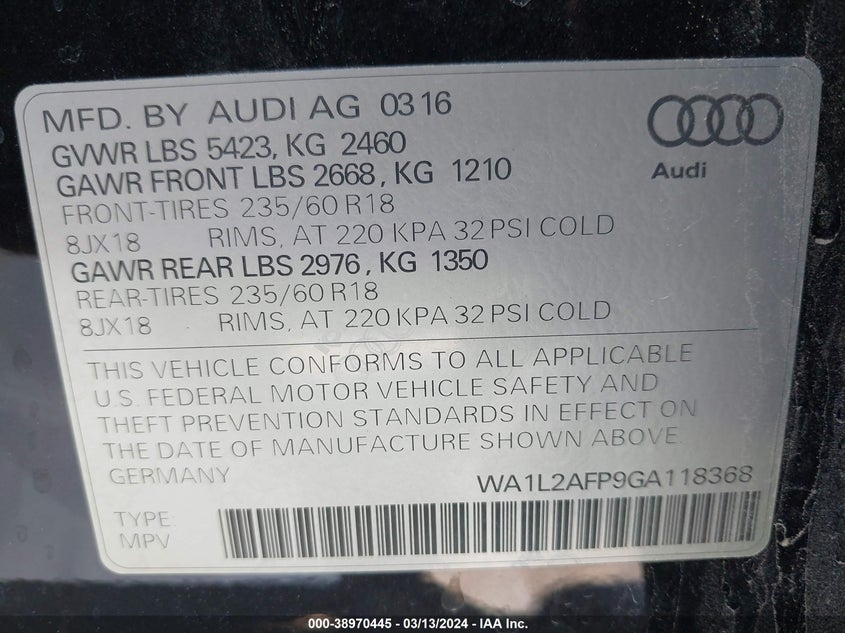 MFD. BY AUDI AG 03 16
GVWR LBS 5423, KG 2460
GAWR FRONT LBS 2668, KG 1210
FRONT-TIRES 235/60 R18
8JX18 RIMS, AT 220 KPA 32 PSI COLD
GAWR REAR LBS 2976, KG 1350
REAR-TIRES 235/60 R18
8JX18 RIMS, AT 220 KPA 32 PSI COLD
Audi
THIS VEHICLE CONFORMS TO ALL APPLICABLE
U.S. FEDERAL MOTOR VEHICLE SAFETY AND
THEFT PREVENTION STANDARDS IN EFFECT ON
THE DATE OF MANUFACTURE SHOWN ABOVE.
GERMANY WA1L2AFP9GA118368
TYPE:
MPV
000-38970445 - 03/13/2024 - IAA Inc.